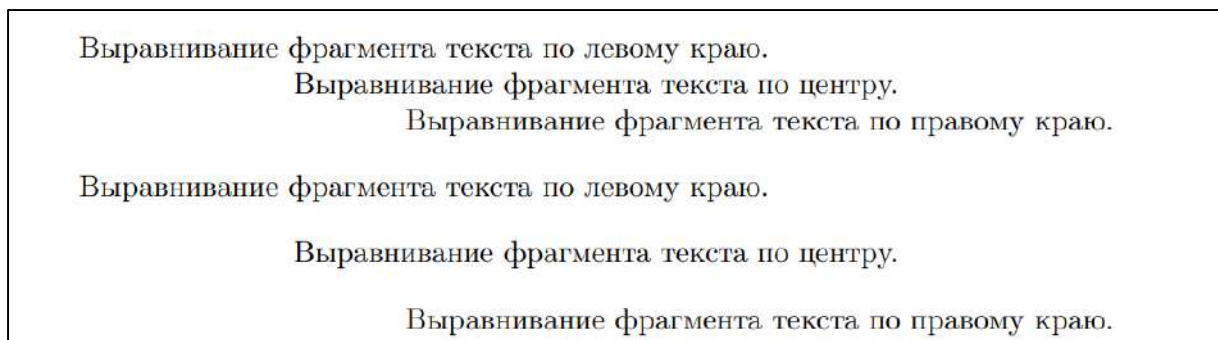 Выравнивание фрагмента текста по левому краю.
Выравнивание фрагмента текста по центру.
Выравнивание фрагмента текста по правому краю.
Выравнивание фрагмента текста по левому краю.
Выравнивание фрагмента текста по центру.
Выравнивание фрагмента текста по правому краю.